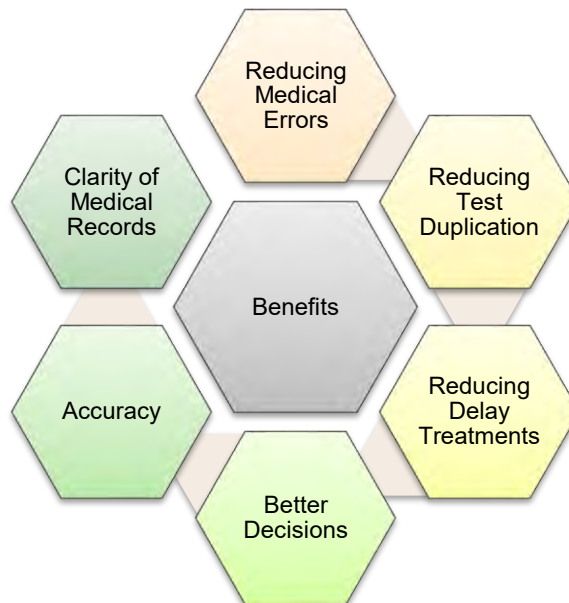 Reducing
Medical
Errors
Reducing
Test
Duplication
Reducing
Delay
Treatments
Better
Decisions
Accuracy
Clarity of
Medical
Records
Benefits